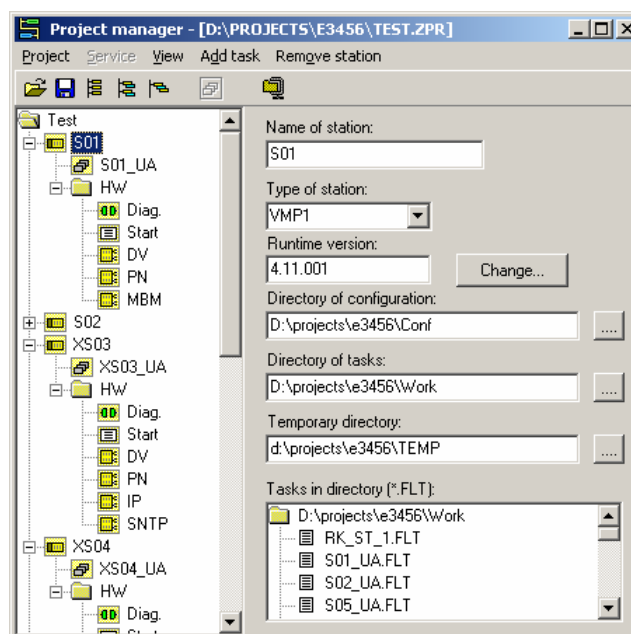 Project manager - [D:\PROJECTS\E3456\TEST.ZPR]
Project Service View Add task Remove station
Test
S01
S01_UA
HW
Diag.
Start
DV
PN
MBM
S02
XS03
XS03_UA
HW
Diag.
Start
DV
PN
IP
SNTP
XS04
XS04_UA
HW
Diag.
Name of station:
S01
Type of station:
VMP1
Runtime version:
4.11.001 Change...
Directory of configuration:
D:\projects\e3456\Conf ....
Directory of tasks:
D:\projects\e3456\Work ....
Temporary directory:
d:\projects\e3456\TEMP ....
Tasks in directory (*.FLT):
D:\projects\e3456\Work
RK_ST_1.FLT
S01_UA.FLT
S02_UA.FLT
S05_UA.FLT